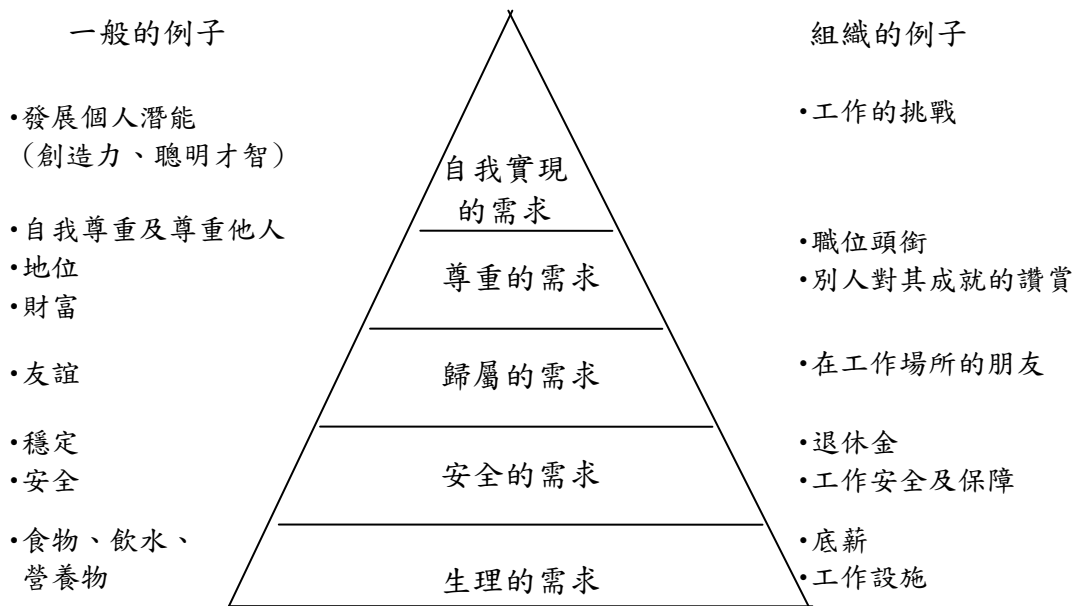 一般的例子
組織的例子
•發展個人潛能
（創造力、聰明才智）
自我實現
的需求
•工作的挑戰
•自我尊重及尊重他人
•地位
•財富
尊重的需求
•職位頭銜
•別人對其成就的讚賞
•友誼
歸屬的需求
•在工作場所的朋友
•穩定
•安全
安全的需求
•退休金
•工作安全及保障
•食物、飲水、
營養物
生理的需求
•底薪
•工作設施